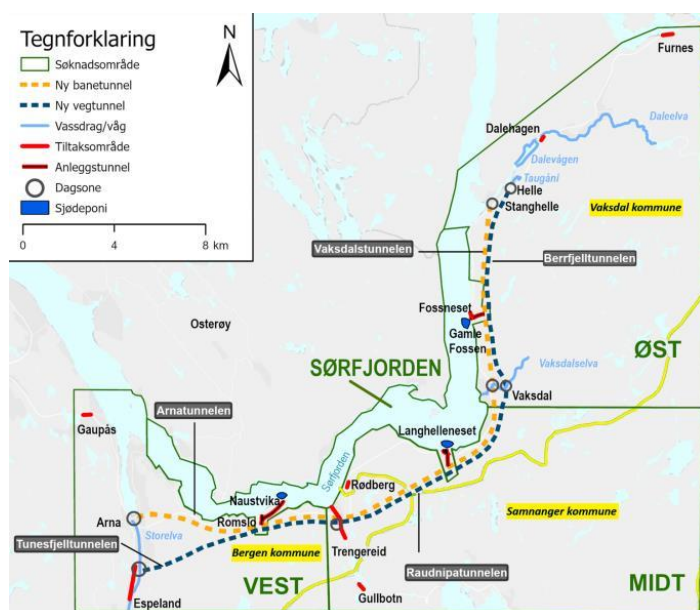 Tegnforklaring
N
Søknadsområde
Ny banetunnel
Ny vegtunnel
Vassdrag/våg
Tiltaksområde
Anleggstunnel
Dagsone
Sjødeponi
0 4 8 km
Furnes
Daleelva
Dalehagen
Dalevågen
Taugåni
Helle
Stanghelle
Vaksdal kommune
Vaksdalstunnelen
Berrfjelltunnelen
Fossneset
Gamle
Fossen
Osterøy
SØRFJORDEN
ØST
Vaksdalselva
Vaksdal
Arnatunnelen
Langhelleneset
Gaupås
Sørfjorden
Rødberg
Naustvika
Samnanger kommune
Arna
Romslo
Storelva
Tunesfjelltunnelen
Bergen kommune
Trengereid
Raudnipatunnelen
VEST
MIDT
Gullbotn
Espeland